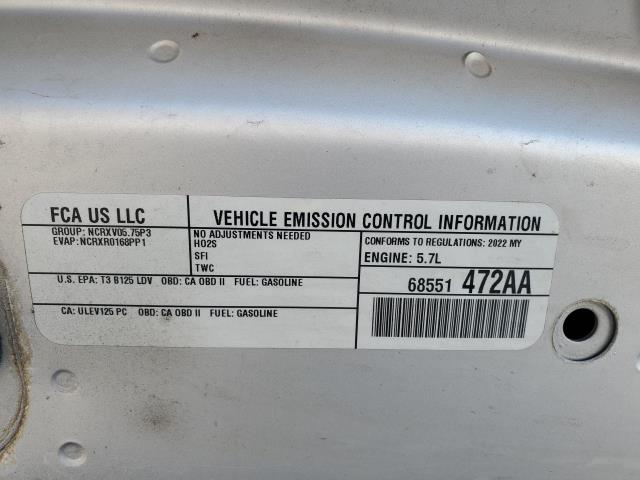 FCA US LLC
VEHICLE EMISSION CONTROL INFORMATION
GROUP: NCRXV05.75P3
EVAP: NCRXR0168PP1
NO ADJUSTMENTS NEEDED
HO2S
SFI
TWC
CONFORMS TO REGULATIONS: 2022 MY
ENGINE: 5.7L
U.S. EPA: T3 B125 LDV OBD: CA OBD II FUEL: GASOLINE
68551 472AA
CA: ULEV125 PC OBD: CA OBD II FUEL: GASOLINE